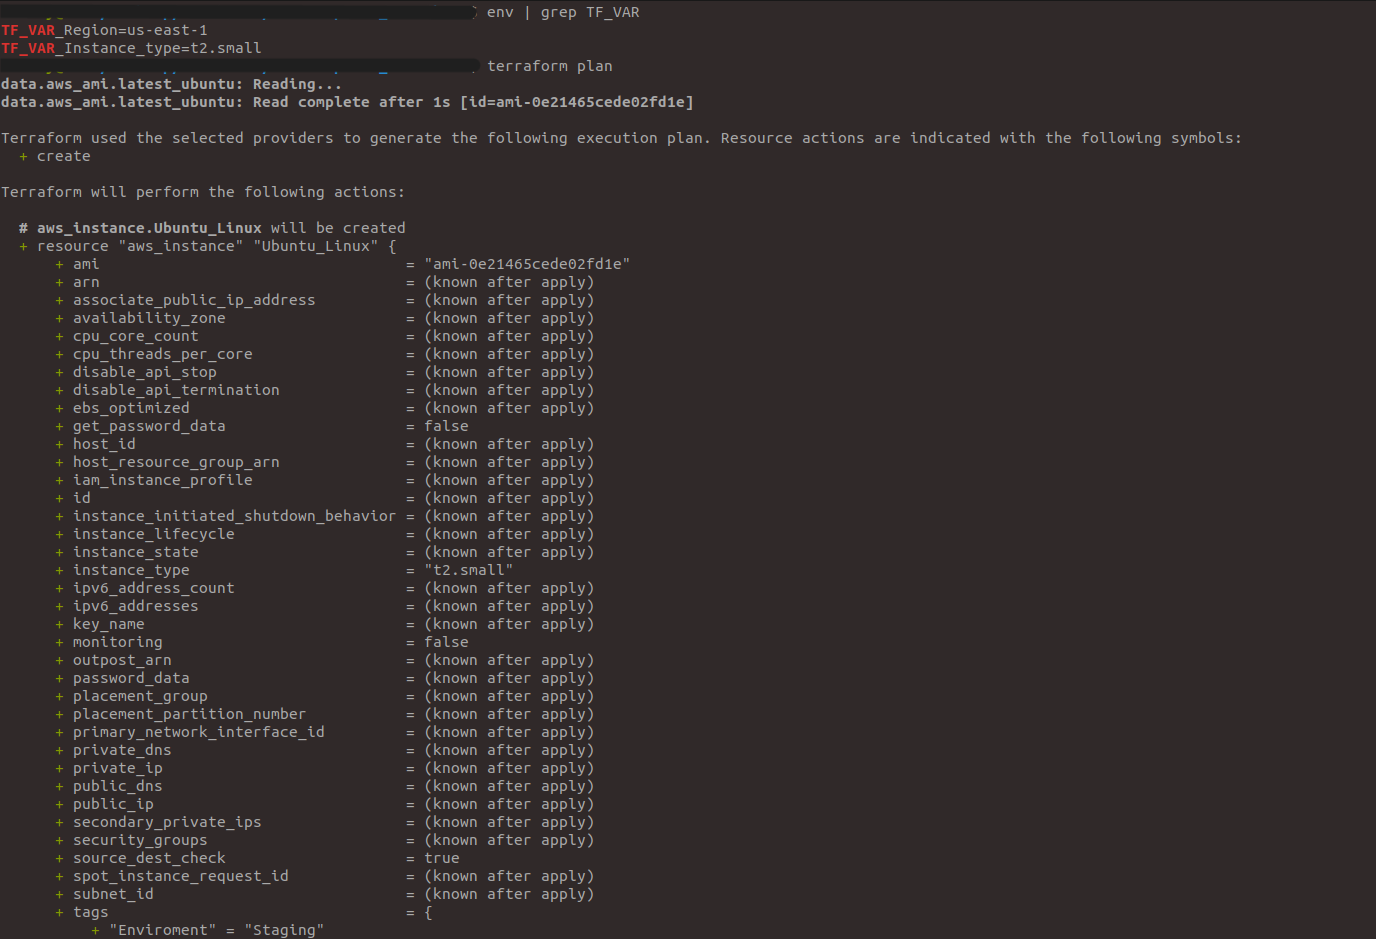 env | grep TF_VAR
TF_VAR_Region=us-east-1
TF_VAR_Instance_type=t2.small
terraform plan
data.aws_ami.latest_ubuntu: Reading...
data.aws_ami.latest_ubuntu: Read complete after 1s [id=ami-0e21465cede02fd1e]
Terraform used the selected providers to generate the following execution plan. Resource actions are indicated with the following symbols:
+ create
Terraform will perform the following actions:
# aws_instance.Ubuntu_Linux will be created
+ resource "aws_instance" "Ubuntu_Linux" {
+ ami = "ami-0e21465cede02fd1e"
+ arn = (known after apply)
+ associate_public_ip_address = (known after apply)
+ availability_zone = (known after apply)
+ cpu_core_count = (known after apply)
+ cpu_threads_per_core = (known after apply)
+ disable_api_stop = (known after apply)
+ disable_api_termination = (known after apply)
+ ebs_optimized = (known after apply)
+ get_password_data = false
+ host_id = (known after apply)
+ host_resource_group_arn = (known after apply)
+ iam_instance_profile = (known after apply)
+ id = (known after apply)
+ instance_initiated_shutdown_behavior = (known after apply)
+ instance_lifecycle = (known after apply)
+ instance_state = (known after apply)
+ instance_type = "t2.small"
+ ipv6_address_count = (known after apply)
+ ipv6_addresses = (known after apply)
+ key_name = (known after apply)
+ monitoring = false
+ outpost_arn = (known after apply)
+ password_data = (known after apply)
+ placement_group = (known after apply)
+ placement_partition_number = (known after apply)
+ primary_network_interface_id = (known after apply)
+ private_dns = (known after apply)
+ private_ip = (known after apply)
+ public_dns = (known after apply)
+ public_ip = (known after apply)
+ secondary_private_ips = (known after apply)
+ security_groups = (known after apply)
+ source_dest_check = true
+ spot_instance_request_id = (known after apply)
+ subnet_id = (known after apply)
+ tags = {
+ "Enviroment" = "Staging"